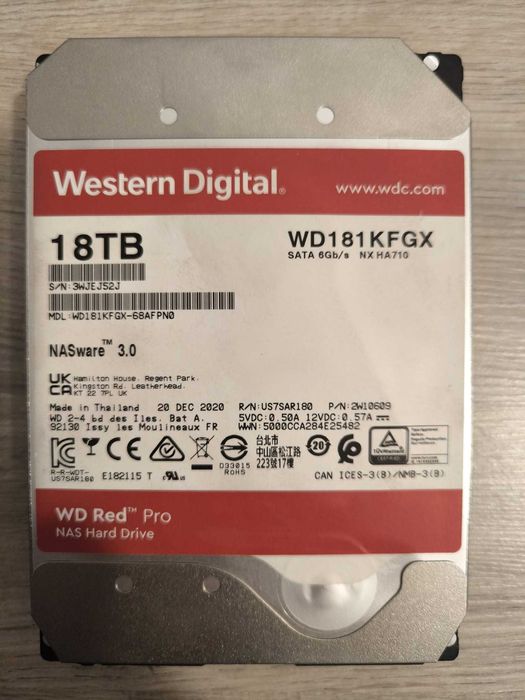 Western Digital®
www.wdc.com
18TB
WD181KFGX
SATA 6Gb/s NX HA710
S/N: 3WJEJ52J
MDL: WD181KFGX-68AFPN0
NASware™ 3.0
UK CA Hamilton House, Regent Park,
Kingston Rd, Leatherhead,
KT 22 7PL UK
Made in Thailand 20 DEC 2020 R/N: US7SAR180 P/N: 2W10609
WD 2-4 bd des Iles. Bat A. 5VDC: 0.50A 12VDC: 0.57A
92130 Issy les Moulineaux FR WWN: 5000CCA284E25482
R-R-WDT-
US7SAR180
E182115 T
D33015
RoHS
台北市
中山區松江路
223號17樓
20
CAN ICES-3(B)/NMB-3(B)
WD Red™ Pro
NAS Hard Drive